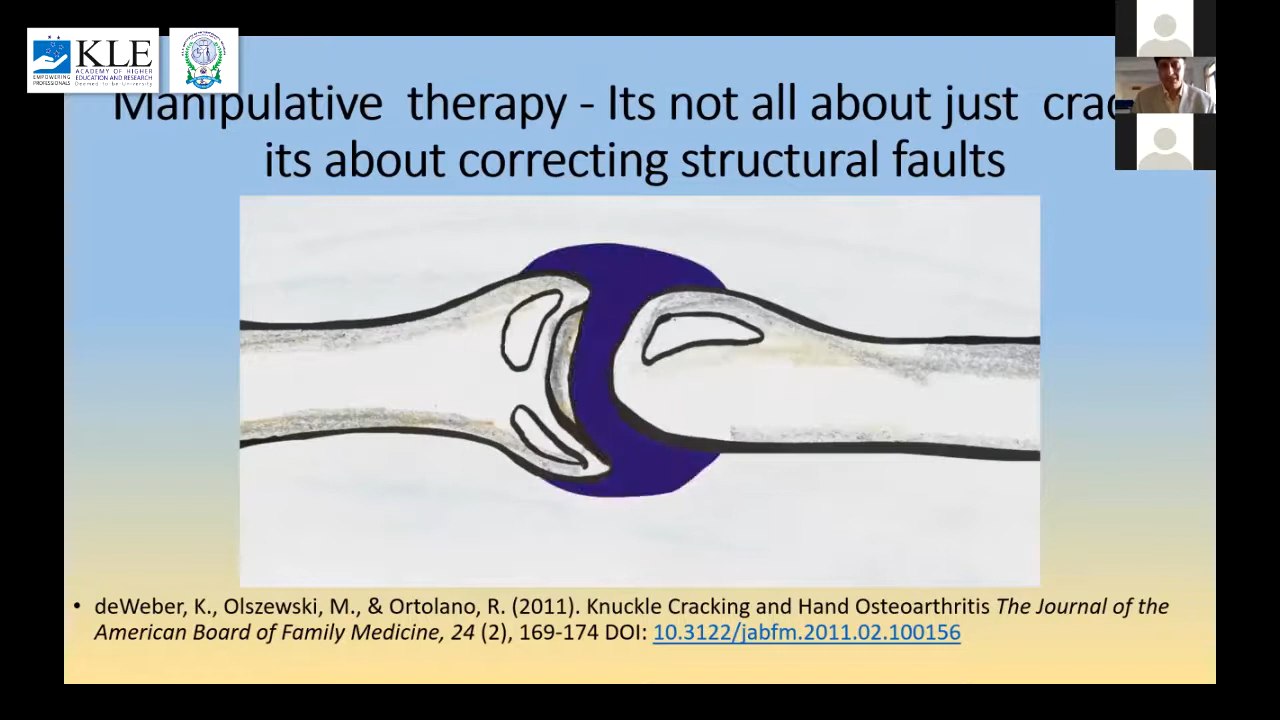 KLE
ACADEMY OF HIGHER
EDUCATION AND RESEARCH
Deemed-to-be-University
EMPOWERING
PROFESSIONALS
Manipulative therapy - Its not all about just
its about correcting structural faults
• deWeber, K., Olszewski, M., & Ortolano, R. (2011). Knuckle Cracking and Hand Osteoarthritis The Journal of the
American Board of Family Medicine, 24 (2), 169-174 DOI: 10.3122/jabfm.2011.02.100156